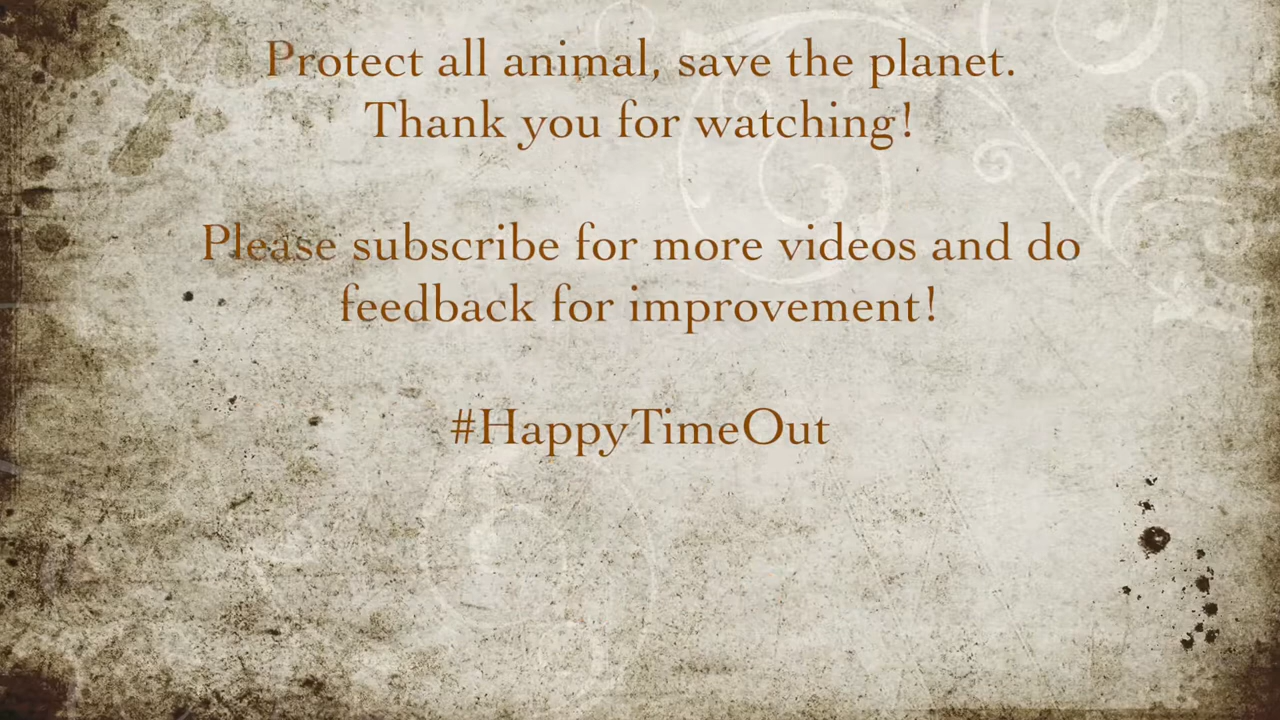 Protect all animal, save the planet.
Thank you for watching!
Please subscribe for more videos and do
feedback for improvement!
#HappyTimeOut